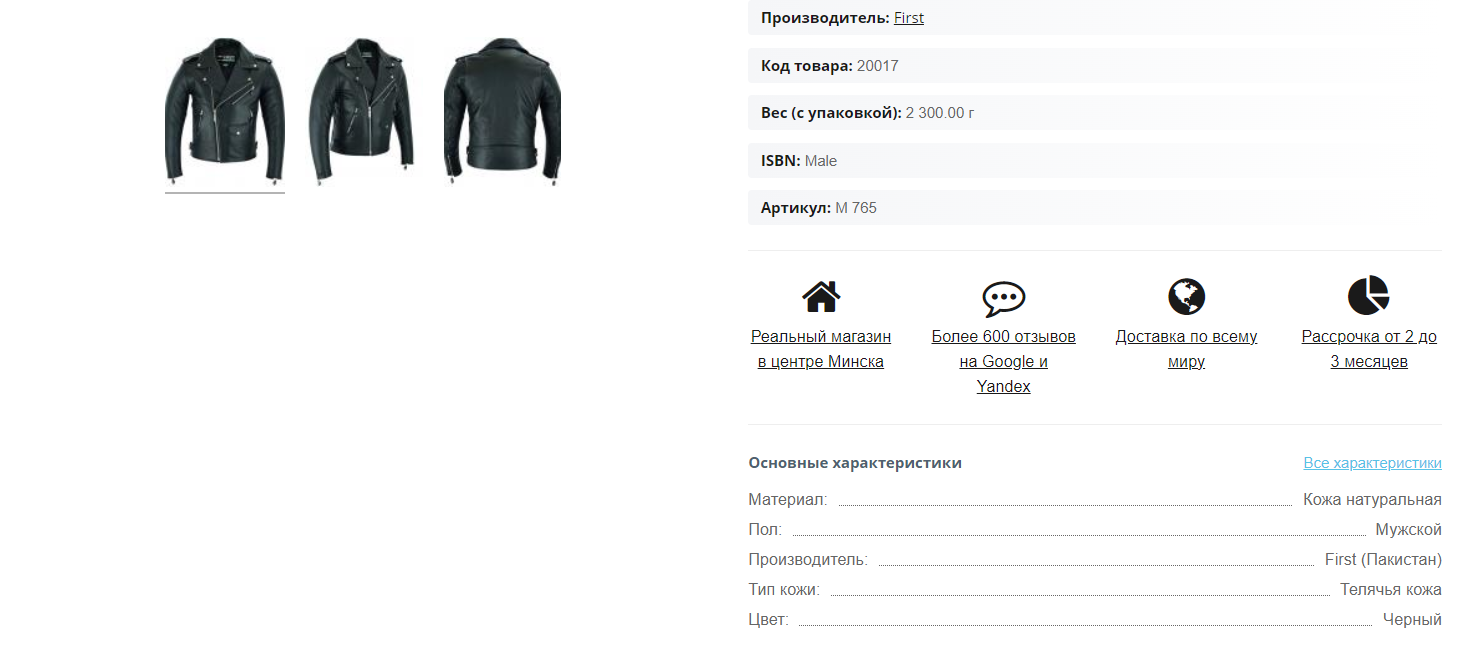 Производитель: First
Код товара: 20017
Вес (с упаковкой): 2 300.00 г
ISBN: Male
Артикул: М 765
Реальный магазин
в центре Минска
Более 600 отзывов
на Google и
Yandex
Доставка по всему
миру
Рассрочка от 2 до
3 месяцев
Основные характеристики
Все характеристики
Материал: Кожа натуральная
Пол: Мужской
Производитель: First (Пакистан)
Тип кожи: Телячья кожа
Цвет: Черный